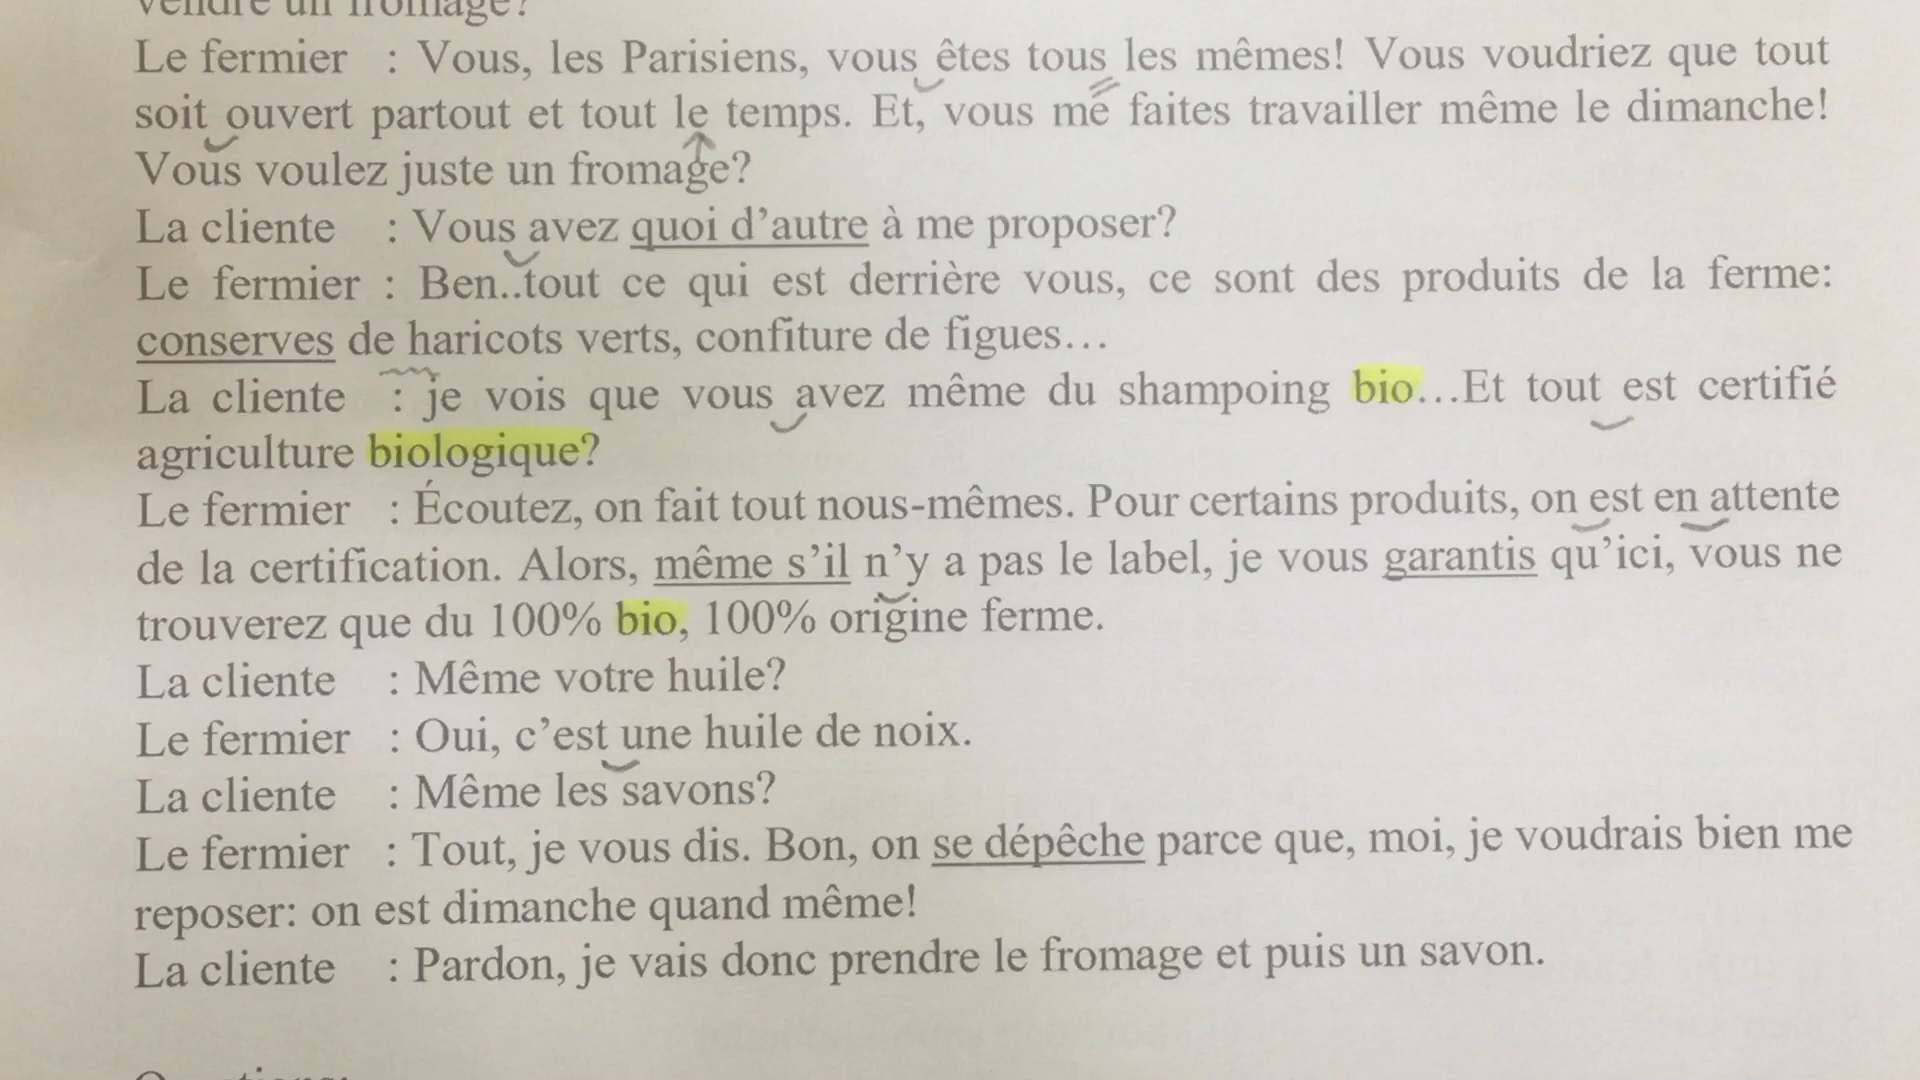 vendre un fromage?
Le fermier : Vous, les Parisiens, vous êtes tous les mêmes! Vous voudriez que tout
soit ouvert partout et tout le temps. Et, vous me faites travailler même le dimanche!
Vous voulez juste un fromage?
La cliente : Vous avez quoi d'autre à me proposer?
Le fermier : Ben..tout ce qui est derrière vous, ce sont des produits de la ferme:
conserves de haricots verts, confiture de figues…
La cliente : je vois que vous avez même du shampoing bio…Et tout est certifié
agriculture biologique?
Le fermier : Écoutez, on fait tout nous-mêmes. Pour certains produits, on est en attente
de la certification. Alors, même s'il n'y a pas le label, je vous garantis qu'ici, vous ne
trouverez que du 100% bio, 100% origine ferme.
La cliente : Même votre huile?
Le fermier : Oui, c'est une huile de noix.
La cliente : Même les savons?
Le fermier : Tout, je vous dis. Bon, on se dépêche parce que, moi, je voudrais bien me
reposer: on est dimanche quand même!
La cliente : Pardon, je vais donc prendre le fromage et puis un savon.